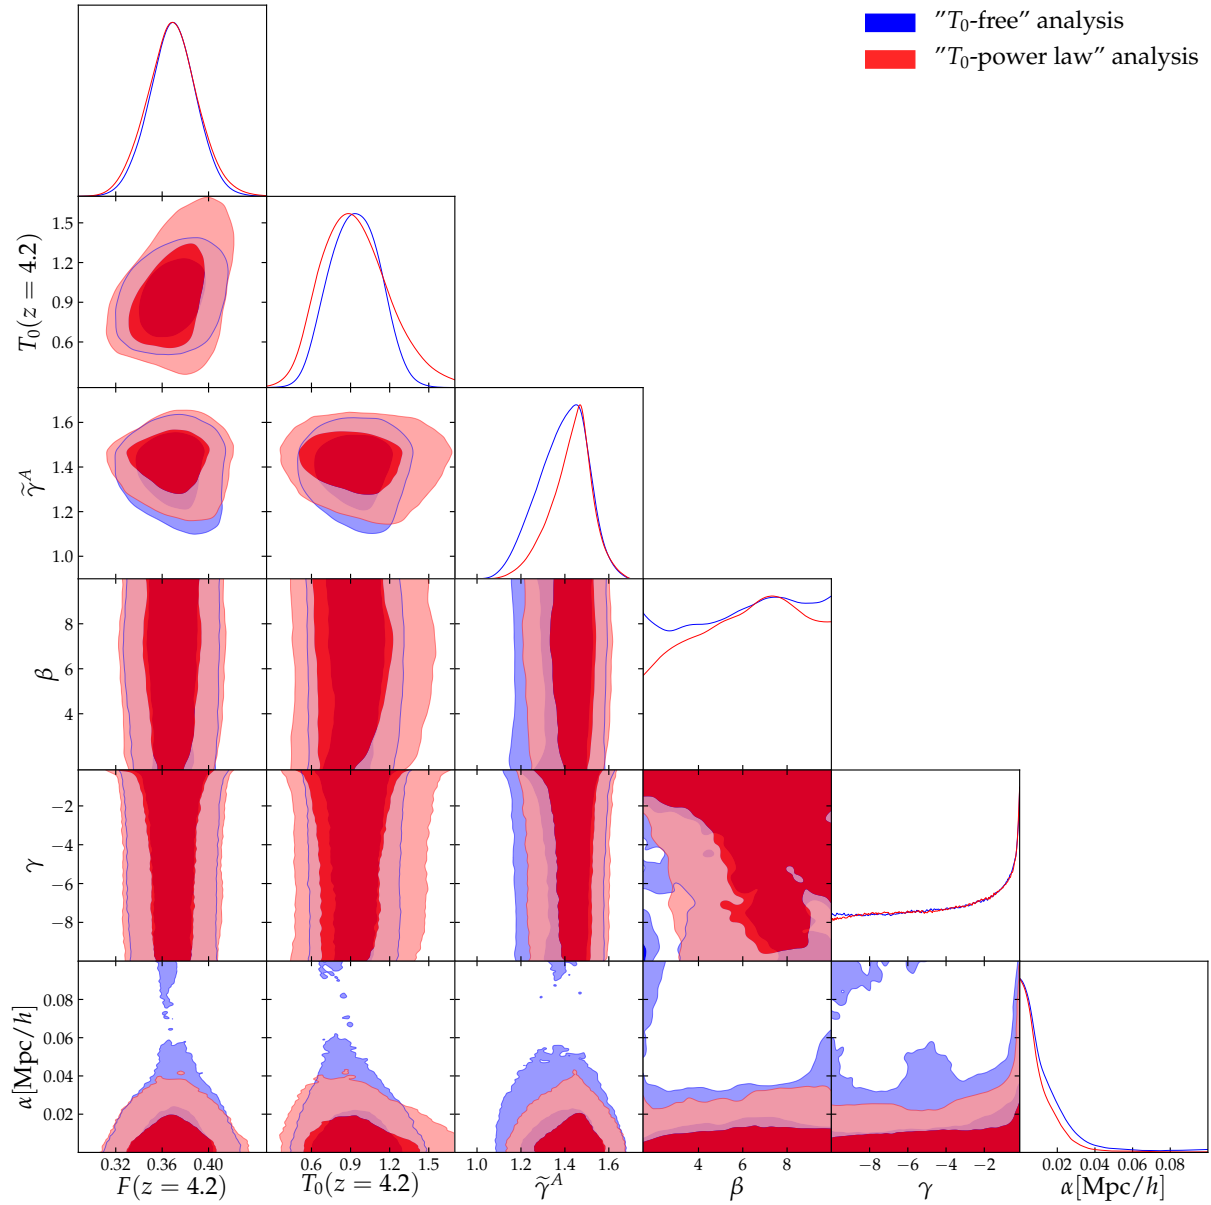 ”T₀-free” analysis
”T₀-power law” analysis
T₀(z = 4.2)
1.5
1.2
0.9
0.6
γ̃ᴬ
1.6
1.4
1.2
1.0
β
8
6
4
γ
−2
−4
−6
−8
α[Mpc/h]
0.08
0.06
0.04
0.02
0.32 0.36 0.40
0.6 0.9 1.2 1.5
1.0 1.2 1.4 1.6
4 6 8
−8 −6 −4 −2
0.02 0.04 0.06 0.08
F(z = 4.2)
T₀(z = 4.2)
γ̃ᴬ
β
γ
α[Mpc/h]